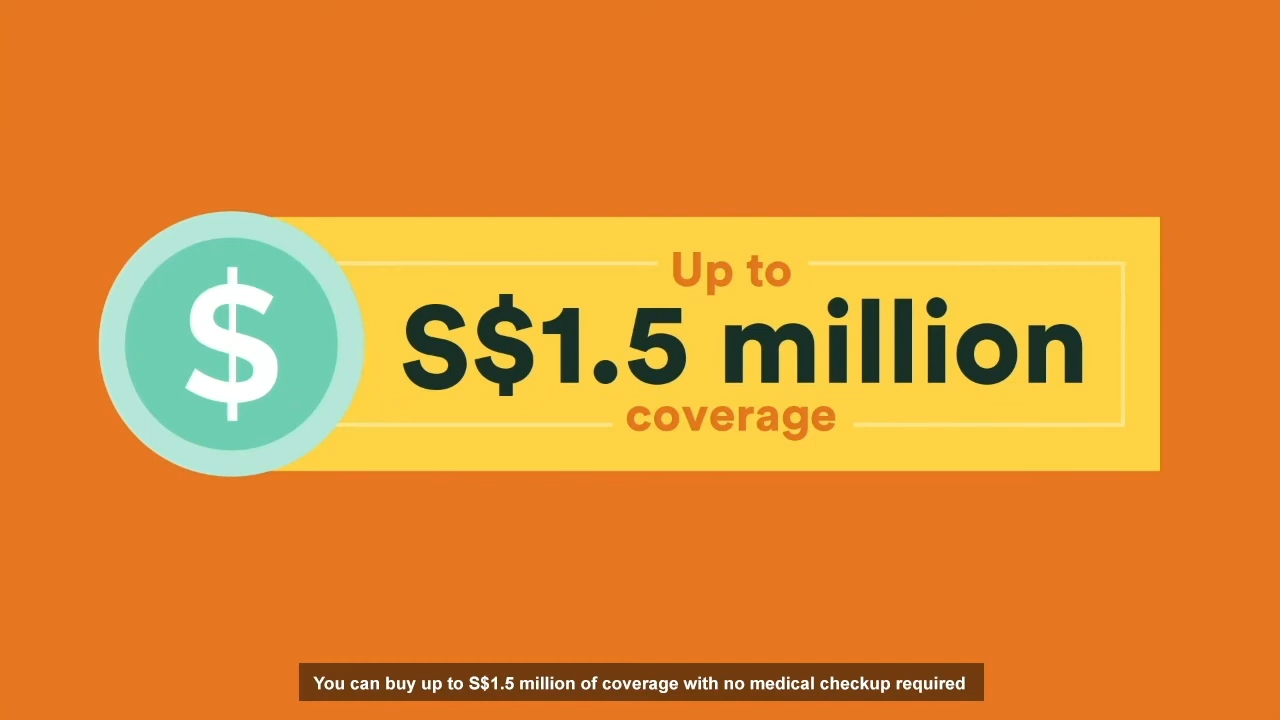 $
Up to
S$1.5 million
coverage
You can buy up to S$1.5 million of coverage with no medical checkup required